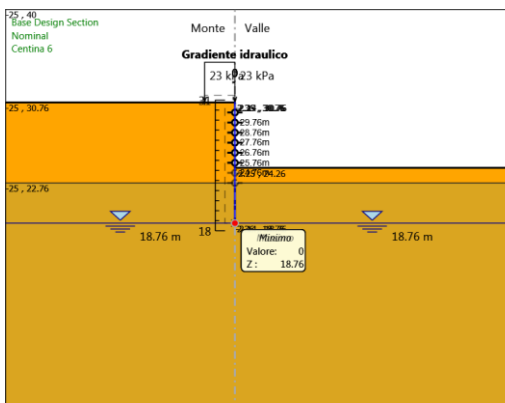 -25 , 40
Base Design Section
Nominal
Centina 6
Monte
Valle
Gradiente idraulico
23 kPa
23 kPa
-25 , 30.76
29.76m
28.76m
27.76m
26.76m
25.76m
-25 , 22.76
18
18.76 m
18.76 m
Minimo
Valore: 0
Z : 18.76